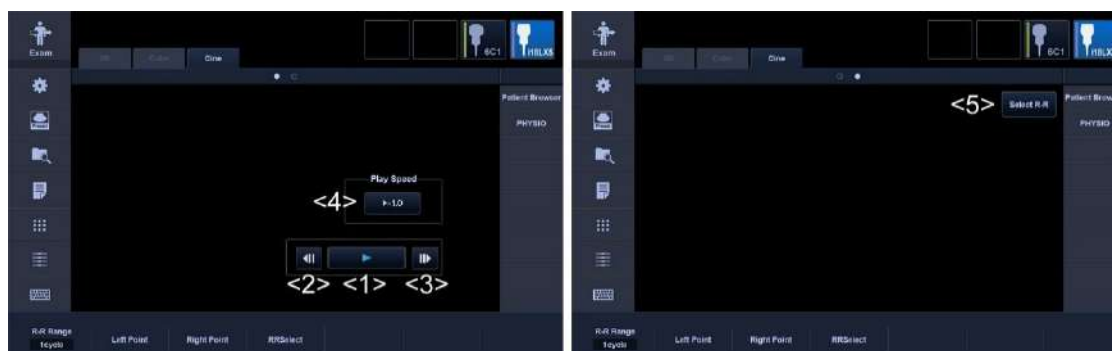 Exam
Cine
6C1
i18LX5
Patient Browser
PHYSIO
Play Speed
<4>
1.0
<2> <1> <3>
R-R Range
1cycle
Left Point
Right Point
RRSelect
Exam
Cine
6C1
<5>
Select R-R
PHYSIO
R-R Range
1cycle
Left Point
Right Point
RRSelect